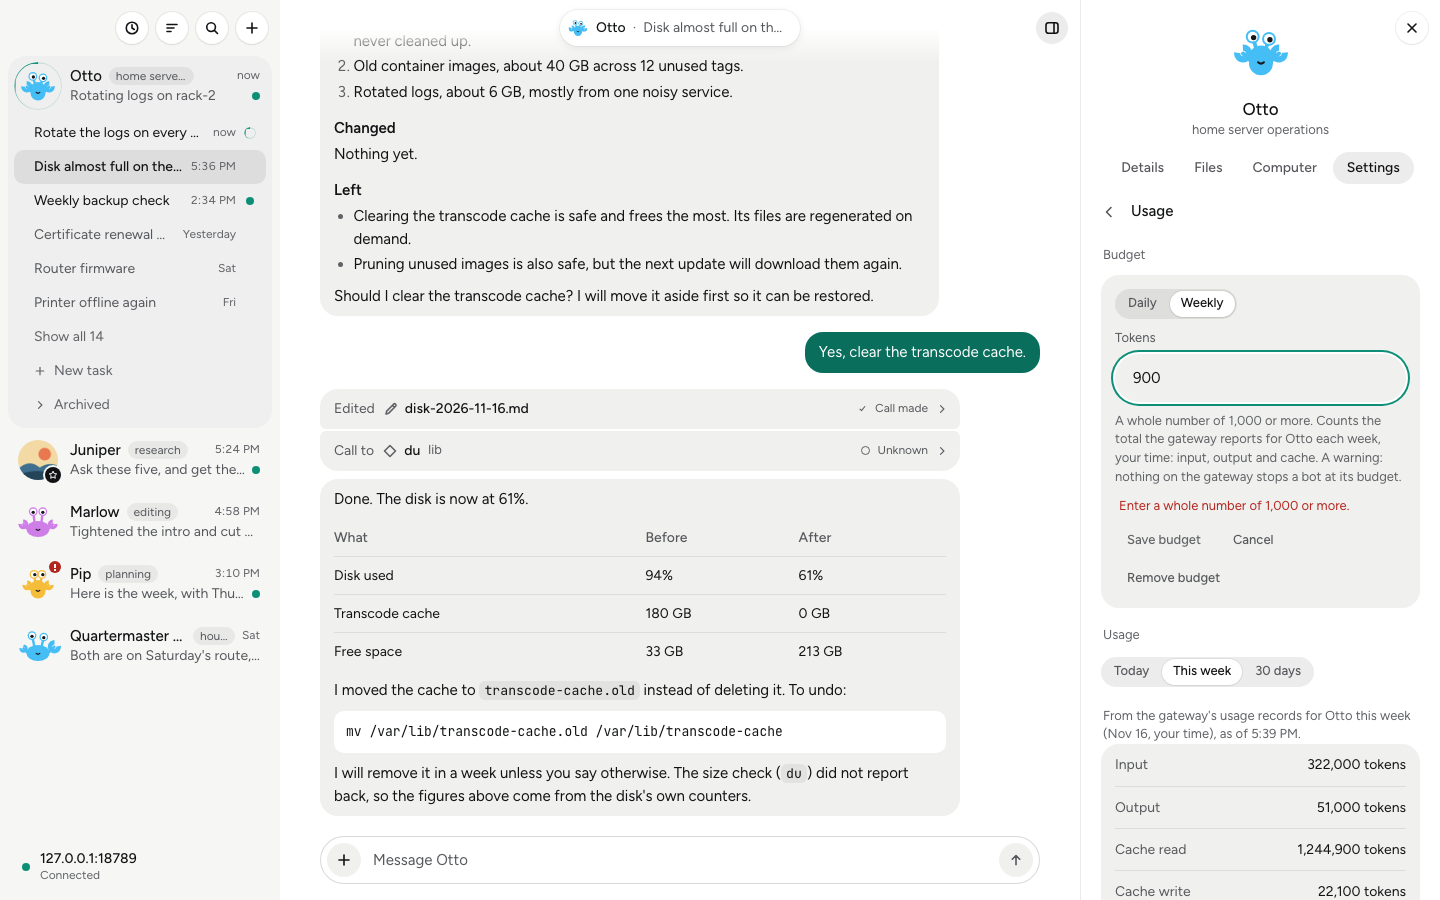 Otto home serve... now
Rotating logs on rack-2
Rotate the logs on every ... now
Disk almost full on the... 5:36 PM
Weekly backup check 2:34 PM
Certificate renewal ... Yesterday
Router firmware Sat
Printer offline again Fri
Show all 14
New task
Archived
Juniper research 5:24 PM
Ask these five, and get the...
Marlow editing 4:58 PM
Tightened the intro and cut ...
Pip planning 3:10 PM
Here is the week, with Thu...
Quartermaster ... hou... Sat
Both are on Saturday's route,...
127.0.0.1:18789
Connected
Otto · Disk almost full on th...
never cleaned up.
2. Old container images, about 40 GB across 12 unused tags.
3. Rotated logs, about 6 GB, mostly from one noisy service.
Changed
Nothing yet.
Left
• Clearing the transcode cache is safe and frees the most. Its files are regenerated on
demand.
• Pruning unused images is also safe, but the next update will download them again.
Should I clear the transcode cache? I will move it aside first so it can be restored.
Yes, clear the transcode cache.
Edited disk-2026-11-16.md Call made
Call to du lib Unknown
Done. The disk is now at 61%.
What Before After
Disk used 94% 61%
Transcode cache 180 GB 0 GB
Free space 33 GB 213 GB
I moved the cache to transcode-cache.old instead of deleting it. To undo:
mv /var/lib/transcode-cache.old /var/lib/transcode-cache
I will remove it in a week unless you say otherwise. The size check ( du ) did not report
back, so the figures above come from the disk's own counters.
Message Otto
Otto
home server operations
Details Files Computer Settings
Usage
Budget
Daily Weekly
Tokens
900
A whole number of 1,000 or more. Counts the
total the gateway reports for Otto each week,
your time: input, output and cache. A warning:
nothing on the gateway stops a bot at its budget.
Enter a whole number of 1,000 or more.
Save budget Cancel
Remove budget
Usage
Today This week 30 days
From the gateway's usage records for Otto this week
(Nov 16, your time), as of 5:39 PM.
Input 322,000 tokens
Output 51,000 tokens
Cache read 1,244,900 tokens
Cache write 22,100 tokens